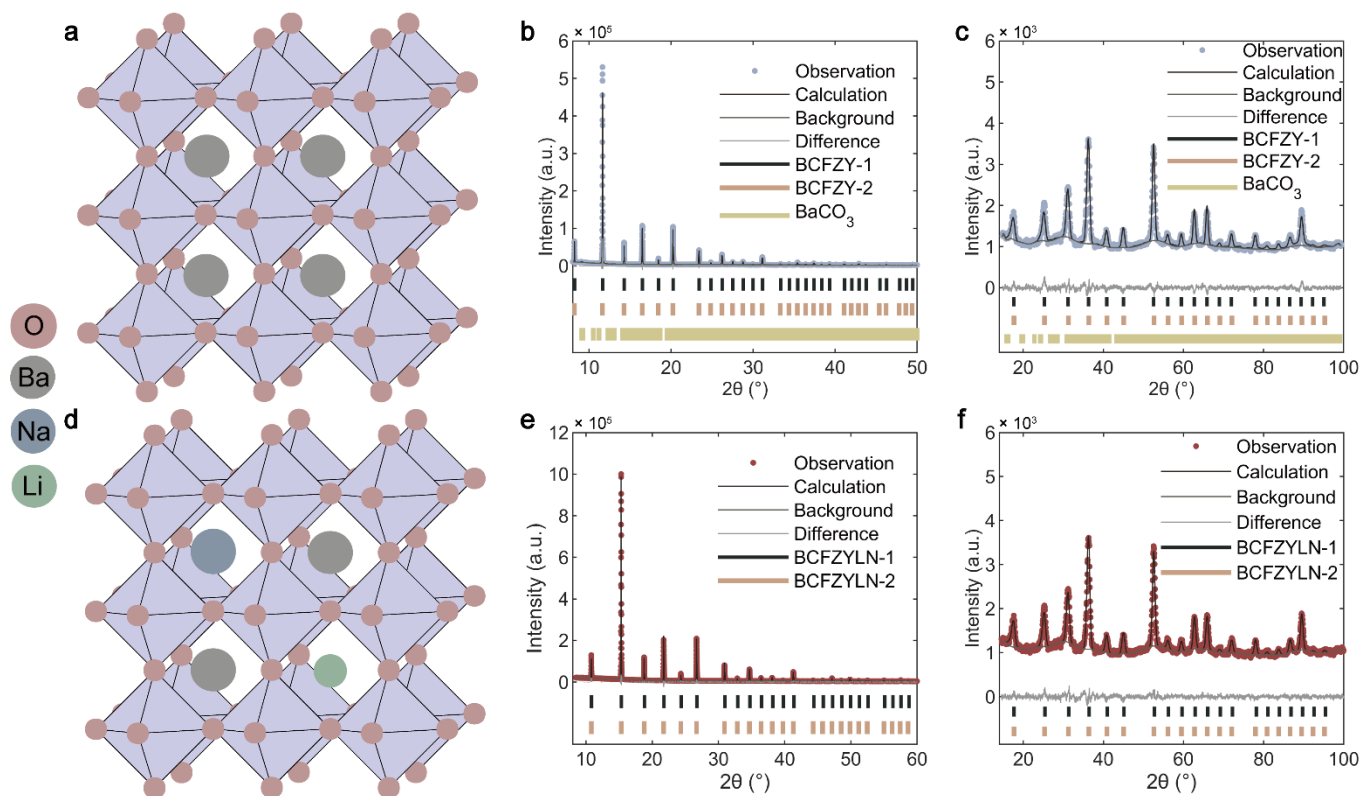 a
O
Ba
Na
Li
d
b
× 10⁵
6
5
4
3
2
1
0
Intensity (a.u.)
Observation
Calculation
Background
Difference
BCFZY-1
BCFZY-2
BaCO₃
10 20 30 40 50
2θ (°)
c
× 10³
6
5
4
3
2
1
0
Intensity (a.u.)
Observation
Calculation
Background
Difference
BCFZY-1
BCFZY-2
BaCO₃
20 40 60 80 100
2θ (°)
e
× 10⁵
12
10
8
6
4
2
0
Intensity (a.u.)
Observation
Calculation
Background
Difference
BCFZYLN-1
BCFZYLN-2
10 20 30 40 50 60
2θ (°)
f
× 10³
6
5
4
3
2
1
0
Intensity (a.u.)
Observation
Calculation
Background
Difference
BCFZYLN-1
BCFZYLN-2
20 40 60 80 100
2θ (°)